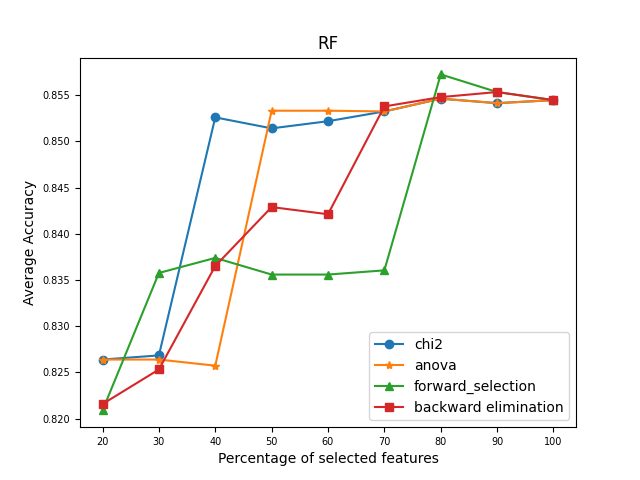 RF
Average Accuracy
0.855
0.850
0.845
0.840
0.835
0.830
0.825
0.820
chi2
anova
forward_selection
backward elimination
20 30 40 50 60 70 80 90 100
Percentage of selected features